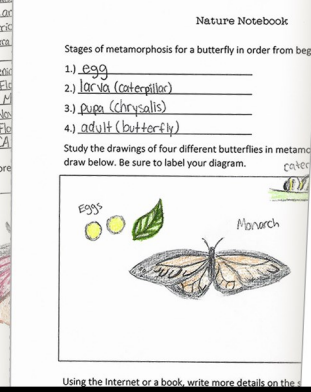 Nature Notebook
Stages of metamorphosis for a butterfly in order from beg
1.) egg
2.) larva (caterpillar)
3.) pupa (chrysalis)
4.) adult (butterfly)
Study the drawings of four different butterflies in metamo
draw below. Be sure to label your diagram.
cater
Eggs
Monarch
Using the Internet or a book, write more details on the s